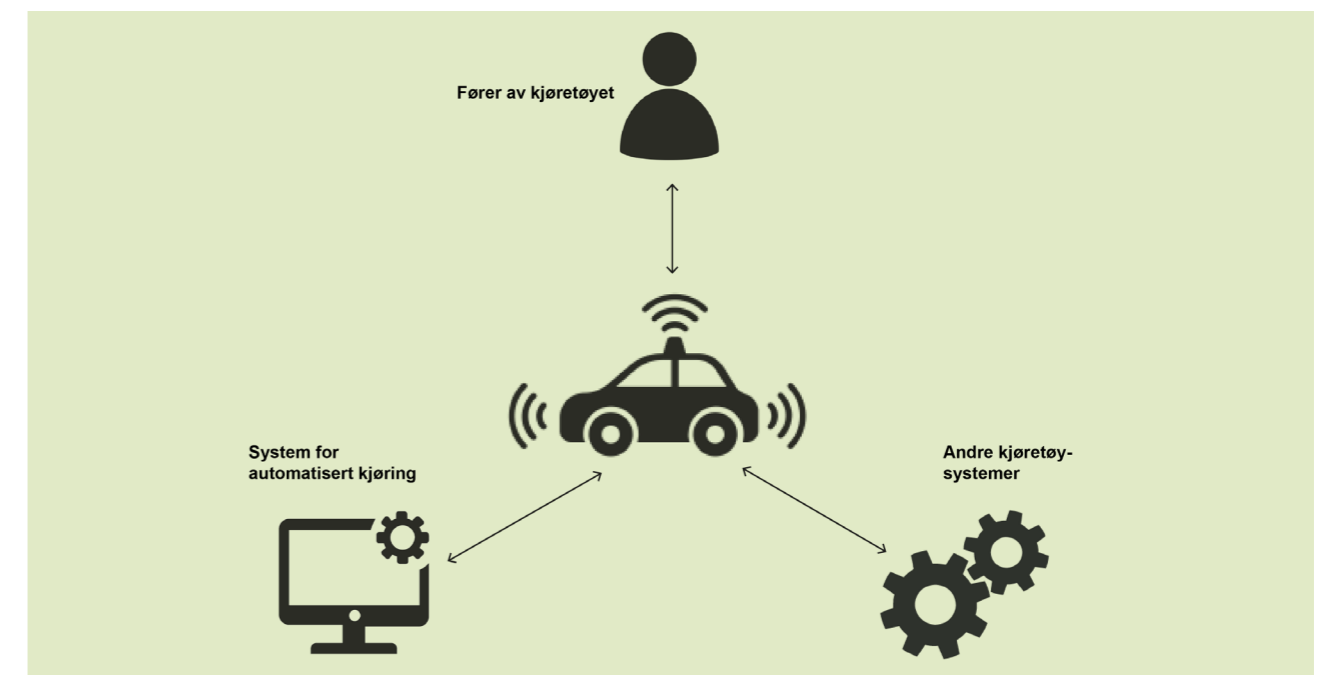 Fører av kjøretøyet
System for
automatisert kjøring
Andre kjøretøy-
systemer